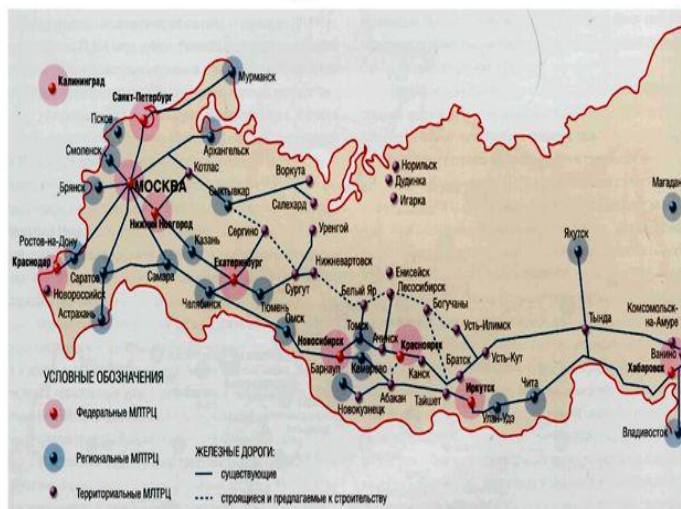 Калининград
Мурманск
Санкт-Петербург
Псков
Смоленск
Архангельск
Котлас
Воркута
Норильск
Дудинка
Игарка
Брянск
МОСКВА
Сыктывкар
Салехард
Магадан
Нижний Новгород
Ростов-на-Дону
Казань
Сергино
Уренгой
Якутск
Краснодар
Саратов
Самара
Екатеринбург
Нижневартовск
Енисейск
Новороссийск
Сургут
Лесосибирск
Астрахань
Челябинск
Тюмень
Белый Яр
Богучаны
Омск
Томск
Усть-Илимск
Тында
Комсомольск-
на-Амуре
Новосибирск
Ачинск
Красноярск
Братск
Усть-Кут
Ванино
Барнаул
Кемерово
Канск
Иркутск
Чита
Хабаровск
Новокузнецк
Абакан
Тайшет
Улан-Удэ
Владивосток
УСЛОВНЫЕ ОБОЗНАЧЕНИЯ
Федеральные МЛТРЦ
Региональные МЛТРЦ
Территориальные МЛТРЦ
ЖЕЛЕЗНЫЕ ДОРОГИ:
существующие
строящиеся и предлагаемые к строительству